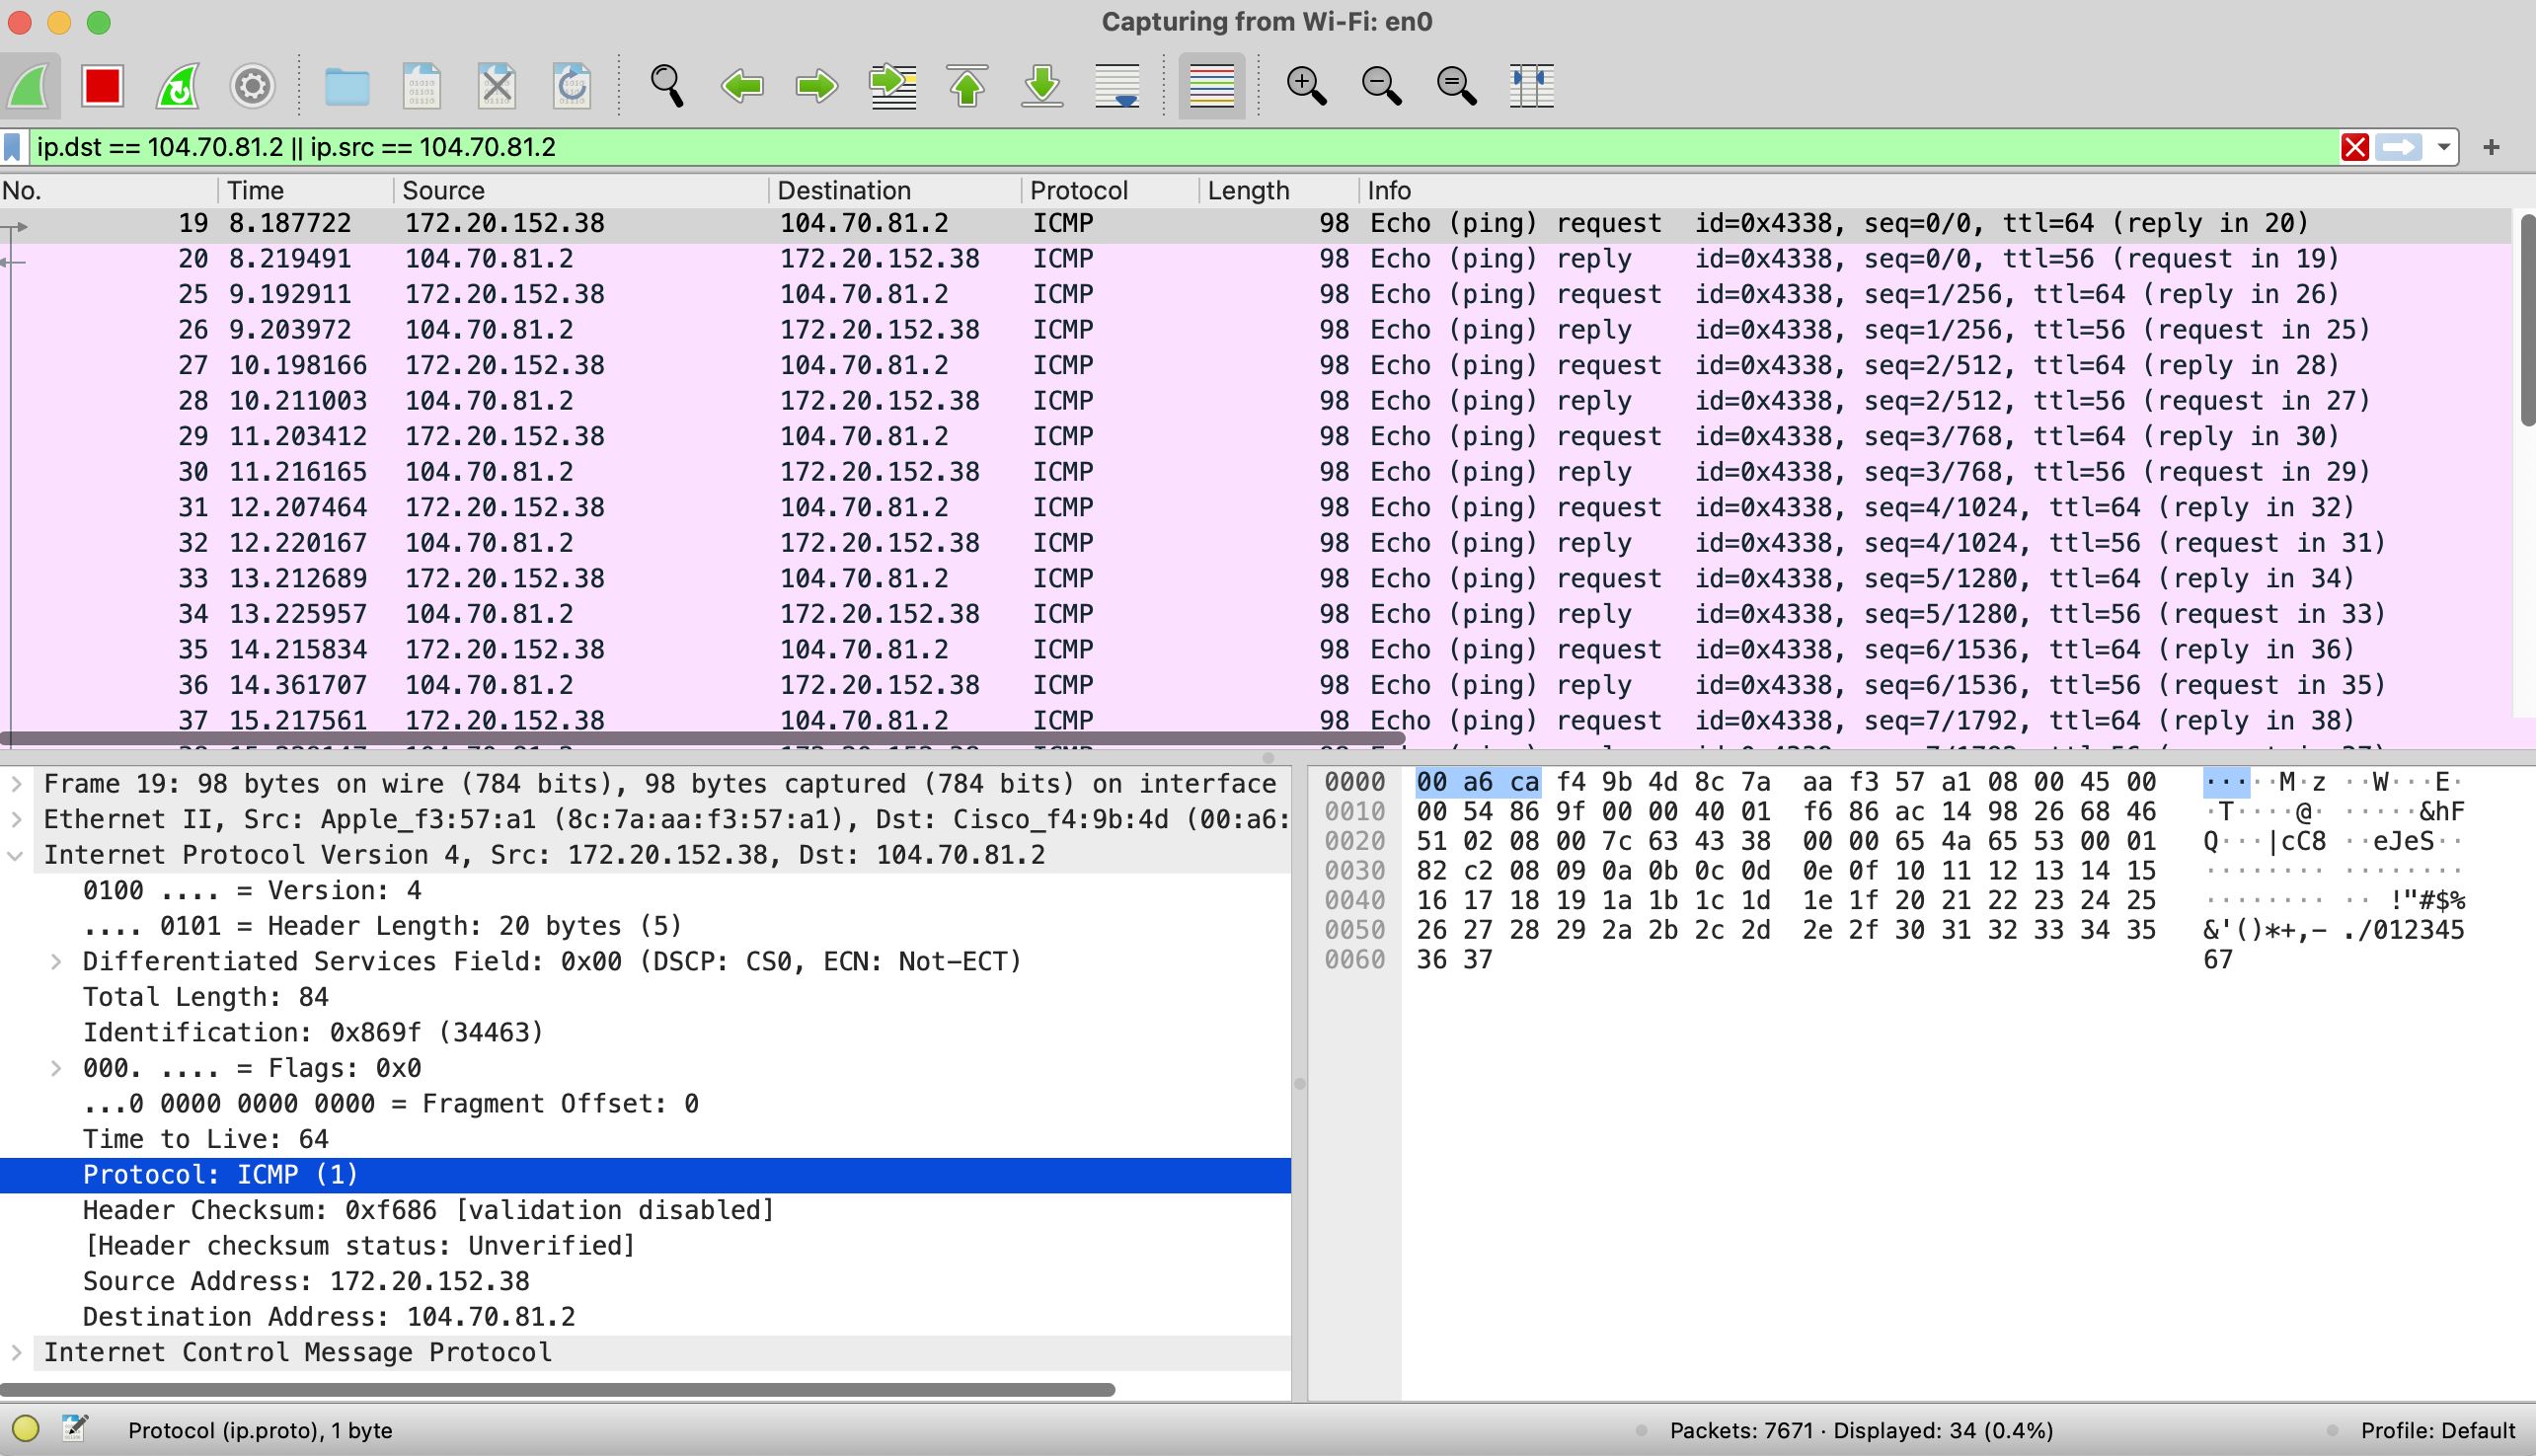 Capturing from Wi-Fi: en0
ip.dst == 104.70.81.2 || ip.src == 104.70.81.2
No. Time Source Destination Protocol Length Info
19 8.187722 172.20.152.38 104.70.81.2 ICMP 98 Echo (ping) request id=0x4338, seq=0/0, ttl=64 (reply in 20)
20 8.219491 104.70.81.2 172.20.152.38 ICMP 98 Echo (ping) reply id=0x4338, seq=0/0, ttl=56 (request in 19)
25 9.192911 172.20.152.38 104.70.81.2 ICMP 98 Echo (ping) request id=0x4338, seq=1/256, ttl=64 (reply in 26)
26 9.203972 104.70.81.2 172.20.152.38 ICMP 98 Echo (ping) reply id=0x4338, seq=1/256, ttl=56 (request in 25)
27 10.198166 172.20.152.38 104.70.81.2 ICMP 98 Echo (ping) request id=0x4338, seq=2/512, ttl=64 (reply in 28)
28 10.211003 104.70.81.2 172.20.152.38 ICMP 98 Echo (ping) reply id=0x4338, seq=2/512, ttl=56 (request in 27)
29 11.203412 172.20.152.38 104.70.81.2 ICMP 98 Echo (ping) request id=0x4338, seq=3/768, ttl=64 (reply in 30)
30 11.216165 104.70.81.2 172.20.152.38 ICMP 98 Echo (ping) reply id=0x4338, seq=3/768, ttl=56 (request in 29)
31 12.207464 172.20.152.38 104.70.81.2 ICMP 98 Echo (ping) request id=0x4338, seq=4/1024, ttl=64 (reply in 32)
32 12.220167 104.70.81.2 172.20.152.38 ICMP 98 Echo (ping) reply id=0x4338, seq=4/1024, ttl=56 (request in 31)
33 13.212689 172.20.152.38 104.70.81.2 ICMP 98 Echo (ping) request id=0x4338, seq=5/1280, ttl=64 (reply in 34)
34 13.225957 104.70.81.2 172.20.152.38 ICMP 98 Echo (ping) reply id=0x4338, seq=5/1280, ttl=56 (request in 33)
35 14.215834 172.20.152.38 104.70.81.2 ICMP 98 Echo (ping) request id=0x4338, seq=6/1536, ttl=64 (reply in 36)
36 14.361707 104.70.81.2 172.20.152.38 ICMP 98 Echo (ping) reply id=0x4338, seq=6/1536, ttl=56 (request in 35)
37 15.217561 172.20.152.38 104.70.81.2 ICMP 98 Echo (ping) request id=0x4338, seq=7/1792, ttl=64 (reply in 38)
Frame 19: 98 bytes on wire (784 bits), 98 bytes captured (784 bits) on interface
Ethernet II, Src: Apple_f3:57:a1 (8c:7a:aa:f3:57:a1), Dst: Cisco_f4:9b:4d (00:a6:
Internet Protocol Version 4, Src: 172.20.152.38, Dst: 104.70.81.2
0100 .... = Version: 4
.... 0101 = Header Length: 20 bytes (5)
Differentiated Services Field: 0x00 (DSCP: CS0, ECN: Not-ECT)
Total Length: 84
Identification: 0x869f (34463)
000. .... = Flags: 0x0
...0 0000 0000 0000 = Fragment Offset: 0
Time to Live: 64
Protocol: ICMP (1)
Header Checksum: 0xf686 [validation disabled]
[Header checksum status: Unverified]
Source Address: 172.20.152.38
Destination Address: 104.70.81.2
Internet Control Message Protocol
0000 00 a6 ca f4 9b 4d 8c 7a aa f3 57 a1 08 00 45 00 ·····M·z ··W···E·
0010 00 54 86 9f 00 00 40 01 f6 86 ac 14 98 26 68 46 ·T····@· ·····&hF
0020 51 02 08 00 7c 63 43 38 00 00 65 4a 65 53 00 01 Q···|cC8 ··eJeS··
0030 82 c2 08 09 0a 0b 0c 0d 0e 0f 10 11 12 13 14 15 ········ ········
0040 16 17 18 19 1a 1b 1c 1d 1e 1f 20 21 22 23 24 25 ········ ·· !"#$%
0050 26 27 28 29 2a 2b 2c 2d 2e 2f 30 31 32 33 34 35 &'()*+,- ./012345
0060 36 37 67
Protocol (ip.proto), 1 byte
Packets: 7671 · Displayed: 34 (0.4%)
Profile: Default